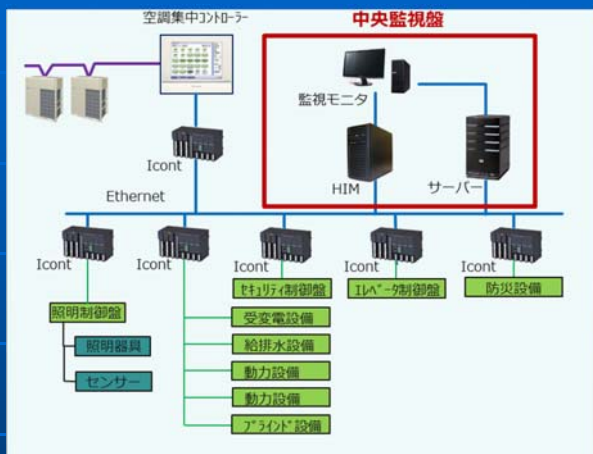 空調集中ｺﾝﾄﾛｰﾗｰ
中央監視盤
監視モニタ
Icont
HIM
サーバー
Ethernet
Icont
Icont
Icont
Icont
Icont
照明制御盤
照明器具
センサー
受変電設備
給排水設備
動力設備
動力設備
ﾌﾞﾗｲﾝﾄﾞ設備
ｾｷｭﾘﾃｨ制御盤
ｴﾚﾍﾞｰﾀ制御盤
防災設備